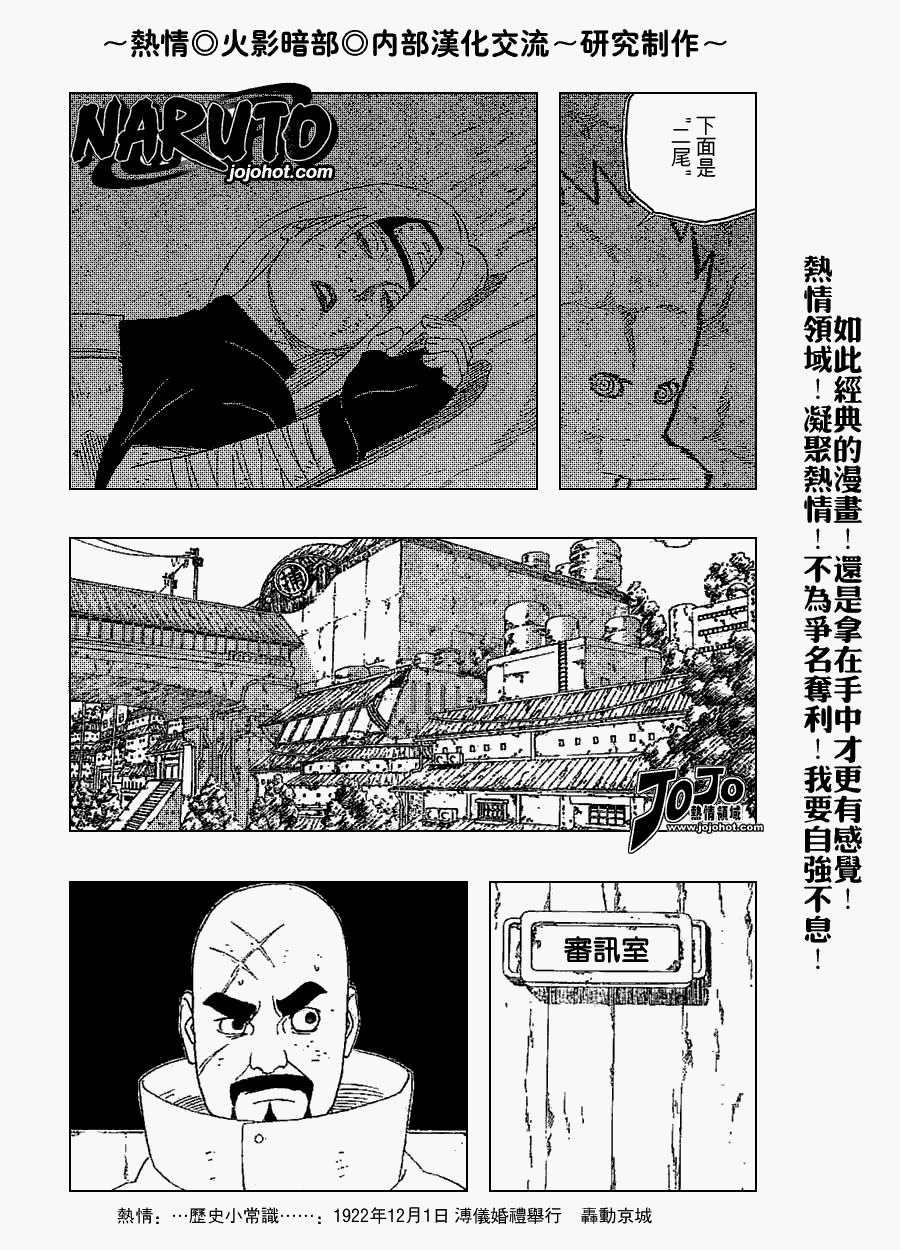 ～熱情◎火影暗部◎内部漢化交流～研究制作～
NARUTO
jojohot.com
下面是
"二尾"
如此經典的漫畫！還是拿在手中才更有感覺！
熱情領域！凝聚熱情！不為爭名奪利！我要自強不息！
捕
JOJO
熱情領域
www.jojohot.com
審訊室
熱情：…歷史小常識……：1922年12月1日 溥儀婚禮舉行 轟動京城